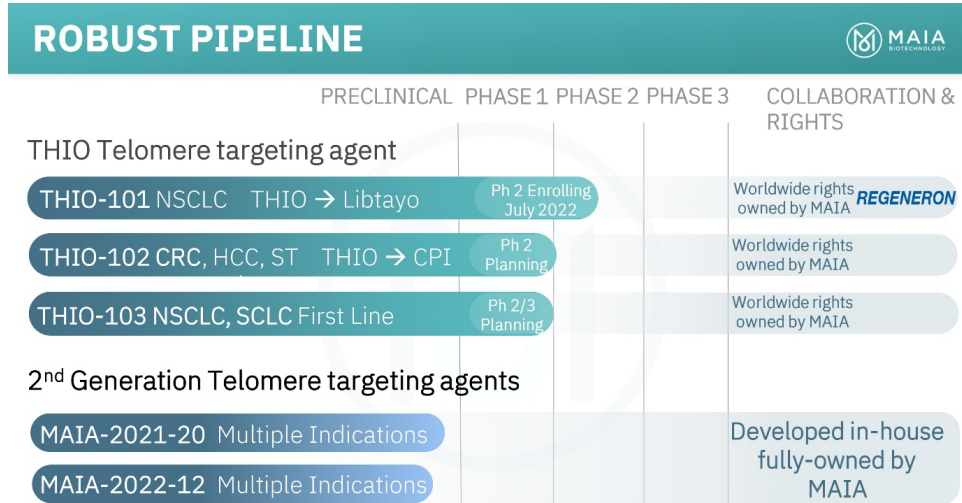 ROBUST PIPELINE
MAIA
BIOTECHNOLOGY
PRECLINICAL PHASE 1 PHASE 2 PHASE 3 COLLABORATION &
RIGHTS
THIO Telomere targeting agent
THIO-101 NSCLC THIO → Libtayo
Ph 2 Enrolling
July 2022
Worldwide rights
owned by MAIA
REGENERON
THIO-102 CRC, HCC, ST THIO → CPI
Ph 2
Planning
Worldwide rights
owned by MAIA
THIO-103 NSCLC, SCLC First Line
Ph 2/3
Planning
Worldwide rights
owned by MAIA
2nd Generation Telomere targeting agents
MAIA-2021-20 Multiple Indications
MAIA-2022-12 Multiple Indications
Developed in-house
fully-owned by
MAIA